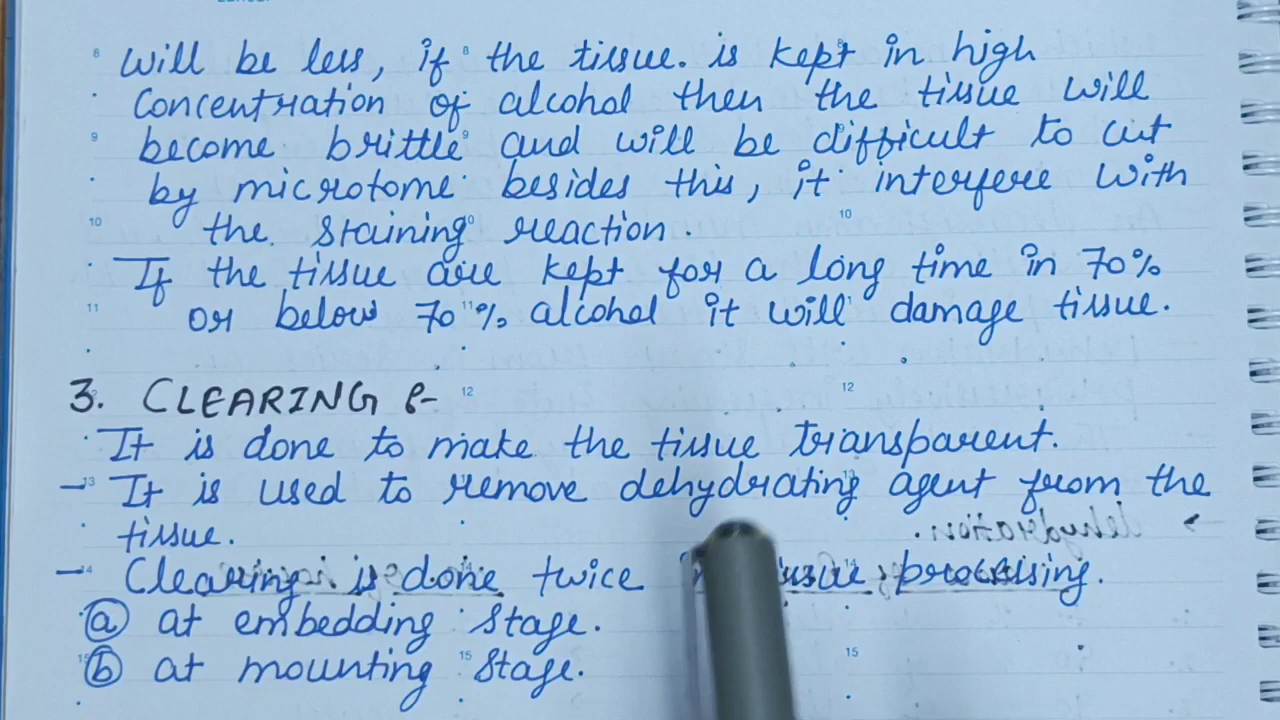 will be less, if the tissue. is kept in high
concentration of alcohol then the tissue will
become brittle and will be difficult to cut
by microtome besides this, it interfere with
the staining reaction.
If the tissue are kept for a long time in 70%
or below 70% alcohol it will damage tissue.
3. CLEARING :-
It is done to make the tissue transparent.
→ It is used to remove dehydrating agent from the
tissue.
→ Clearing is done twice in tissue processing.
(a) at embedding stage.
(b) at mounting stage.